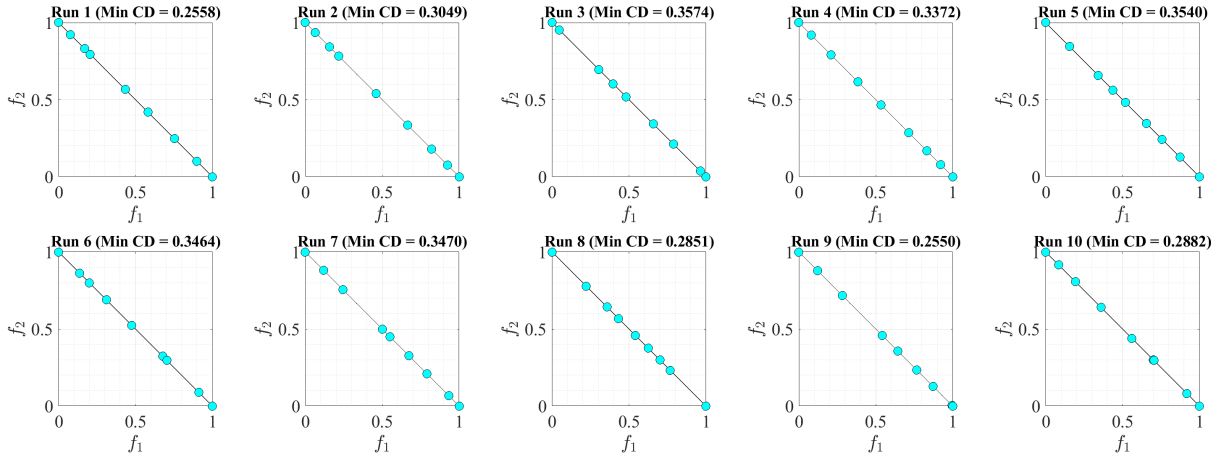 Run 1 (Min CD = 0.2558)
1
0.5
0
f2
0 0.5 1
f1
Run 2 (Min CD = 0.3049)
1
0.5
0
f2
0 0.5 1
f1
Run 3 (Min CD = 0.3574)
1
0.5
0
f2
0 0.5 1
f1
Run 4 (Min CD = 0.3372)
1
0.5
0
f2
0 0.5 1
f1
Run 5 (Min CD = 0.3540)
1
0.5
0
f2
0 0.5 1
f1
Run 6 (Min CD = 0.3464)
1
0.5
0
f2
0 0.5 1
f1
Run 7 (Min CD = 0.3470)
1
0.5
0
f2
0 0.5 1
f1
Run 8 (Min CD = 0.2851)
1
0.5
0
f2
0 0.5 1
f1
Run 9 (Min CD = 0.2550)
1
0.5
0
f2
0 0.5 1
f1
Run 10 (Min CD = 0.2882)
1
0.5
0
f2
0 0.5 1
f1